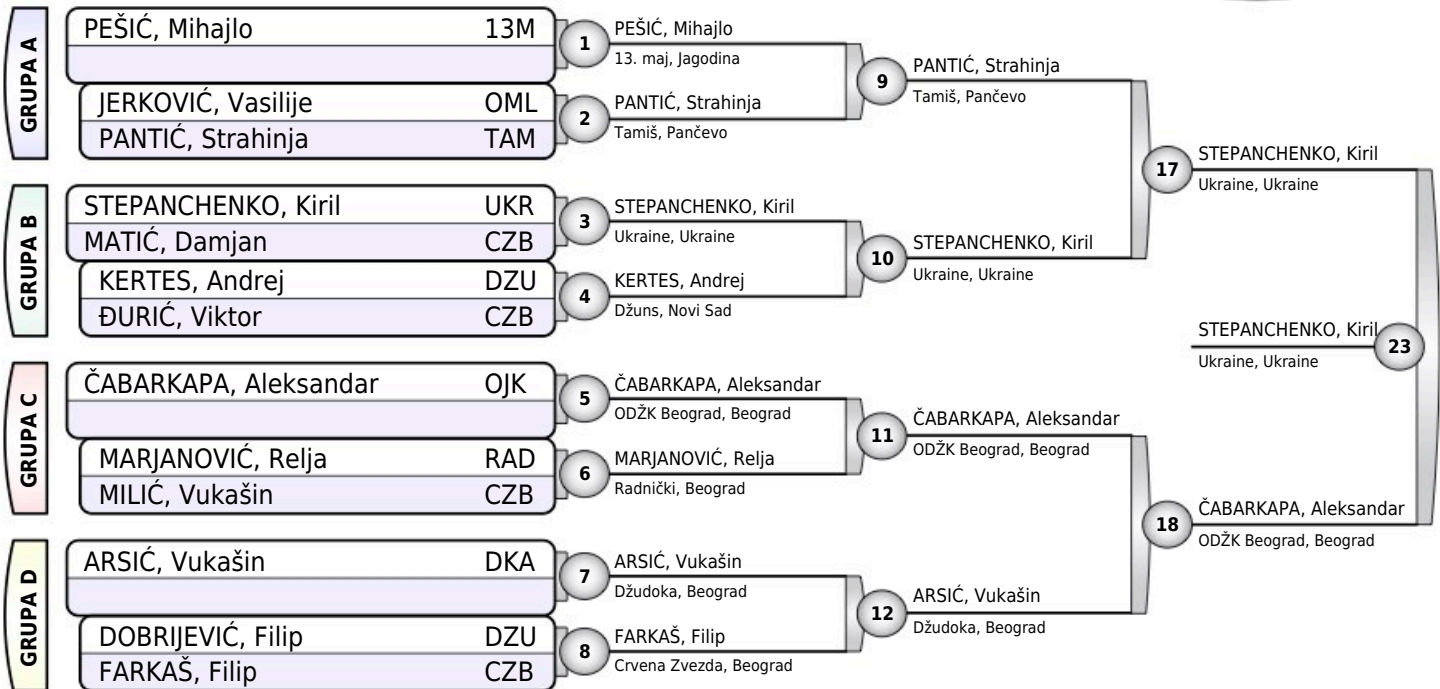 GRUPA A
PEŠIĆ, Mihajlo 13M
JERKOVIĆ, Vasilije OML
PANTIĆ, Strahinja TAM
1
PEŠIĆ, Mihajlo
13. maj, Jagodina
2
PANTIĆ, Strahinja
Tamiš, Pančevo
9
PANTIĆ, Strahinja
Tamiš, Pančevo
GRUPA B
STEPANCHENKO, Kiril UKR
MATIĆ, Damjan CZB
KERTES, Andrej DZU
ĐURIĆ, Viktor CZB
3
STEPANCHENKO, Kiril
Ukraine, Ukraine
4
KERTES, Andrej
Džuns, Novi Sad
10
STEPANCHENKO, Kiril
Ukraine, Ukraine
17
STEPANCHENKO, Kiril
Ukraine, Ukraine
GRUPA C
ČABARKAPA, Aleksandar OJK
MARJANOVIĆ, Relja RAD
MILIĆ, Vukašin CZB
5
ČABARKAPA, Aleksandar
ODŽK Beograd, Beograd
6
MARJANOVIĆ, Relja
Radnički, Beograd
11
ČABARKAPA, Aleksandar
ODŽK Beograd, Beograd
GRUPA D
ARSIĆ, Vukašin DKA
DOBRIJEVIĆ, Filip DZU
FARKAŠ, Filip CZB
7
ARSIĆ, Vukašin
Džudoka, Beograd
8
FARKAŠ, Filip
Crvena Zvezda, Beograd
12
ARSIĆ, Vukašin
Džudoka, Beograd
18
ČABARKAPA, Aleksandar
ODŽK Beograd, Beograd
STEPANCHENKO, Kiril
Ukraine, Ukraine
23